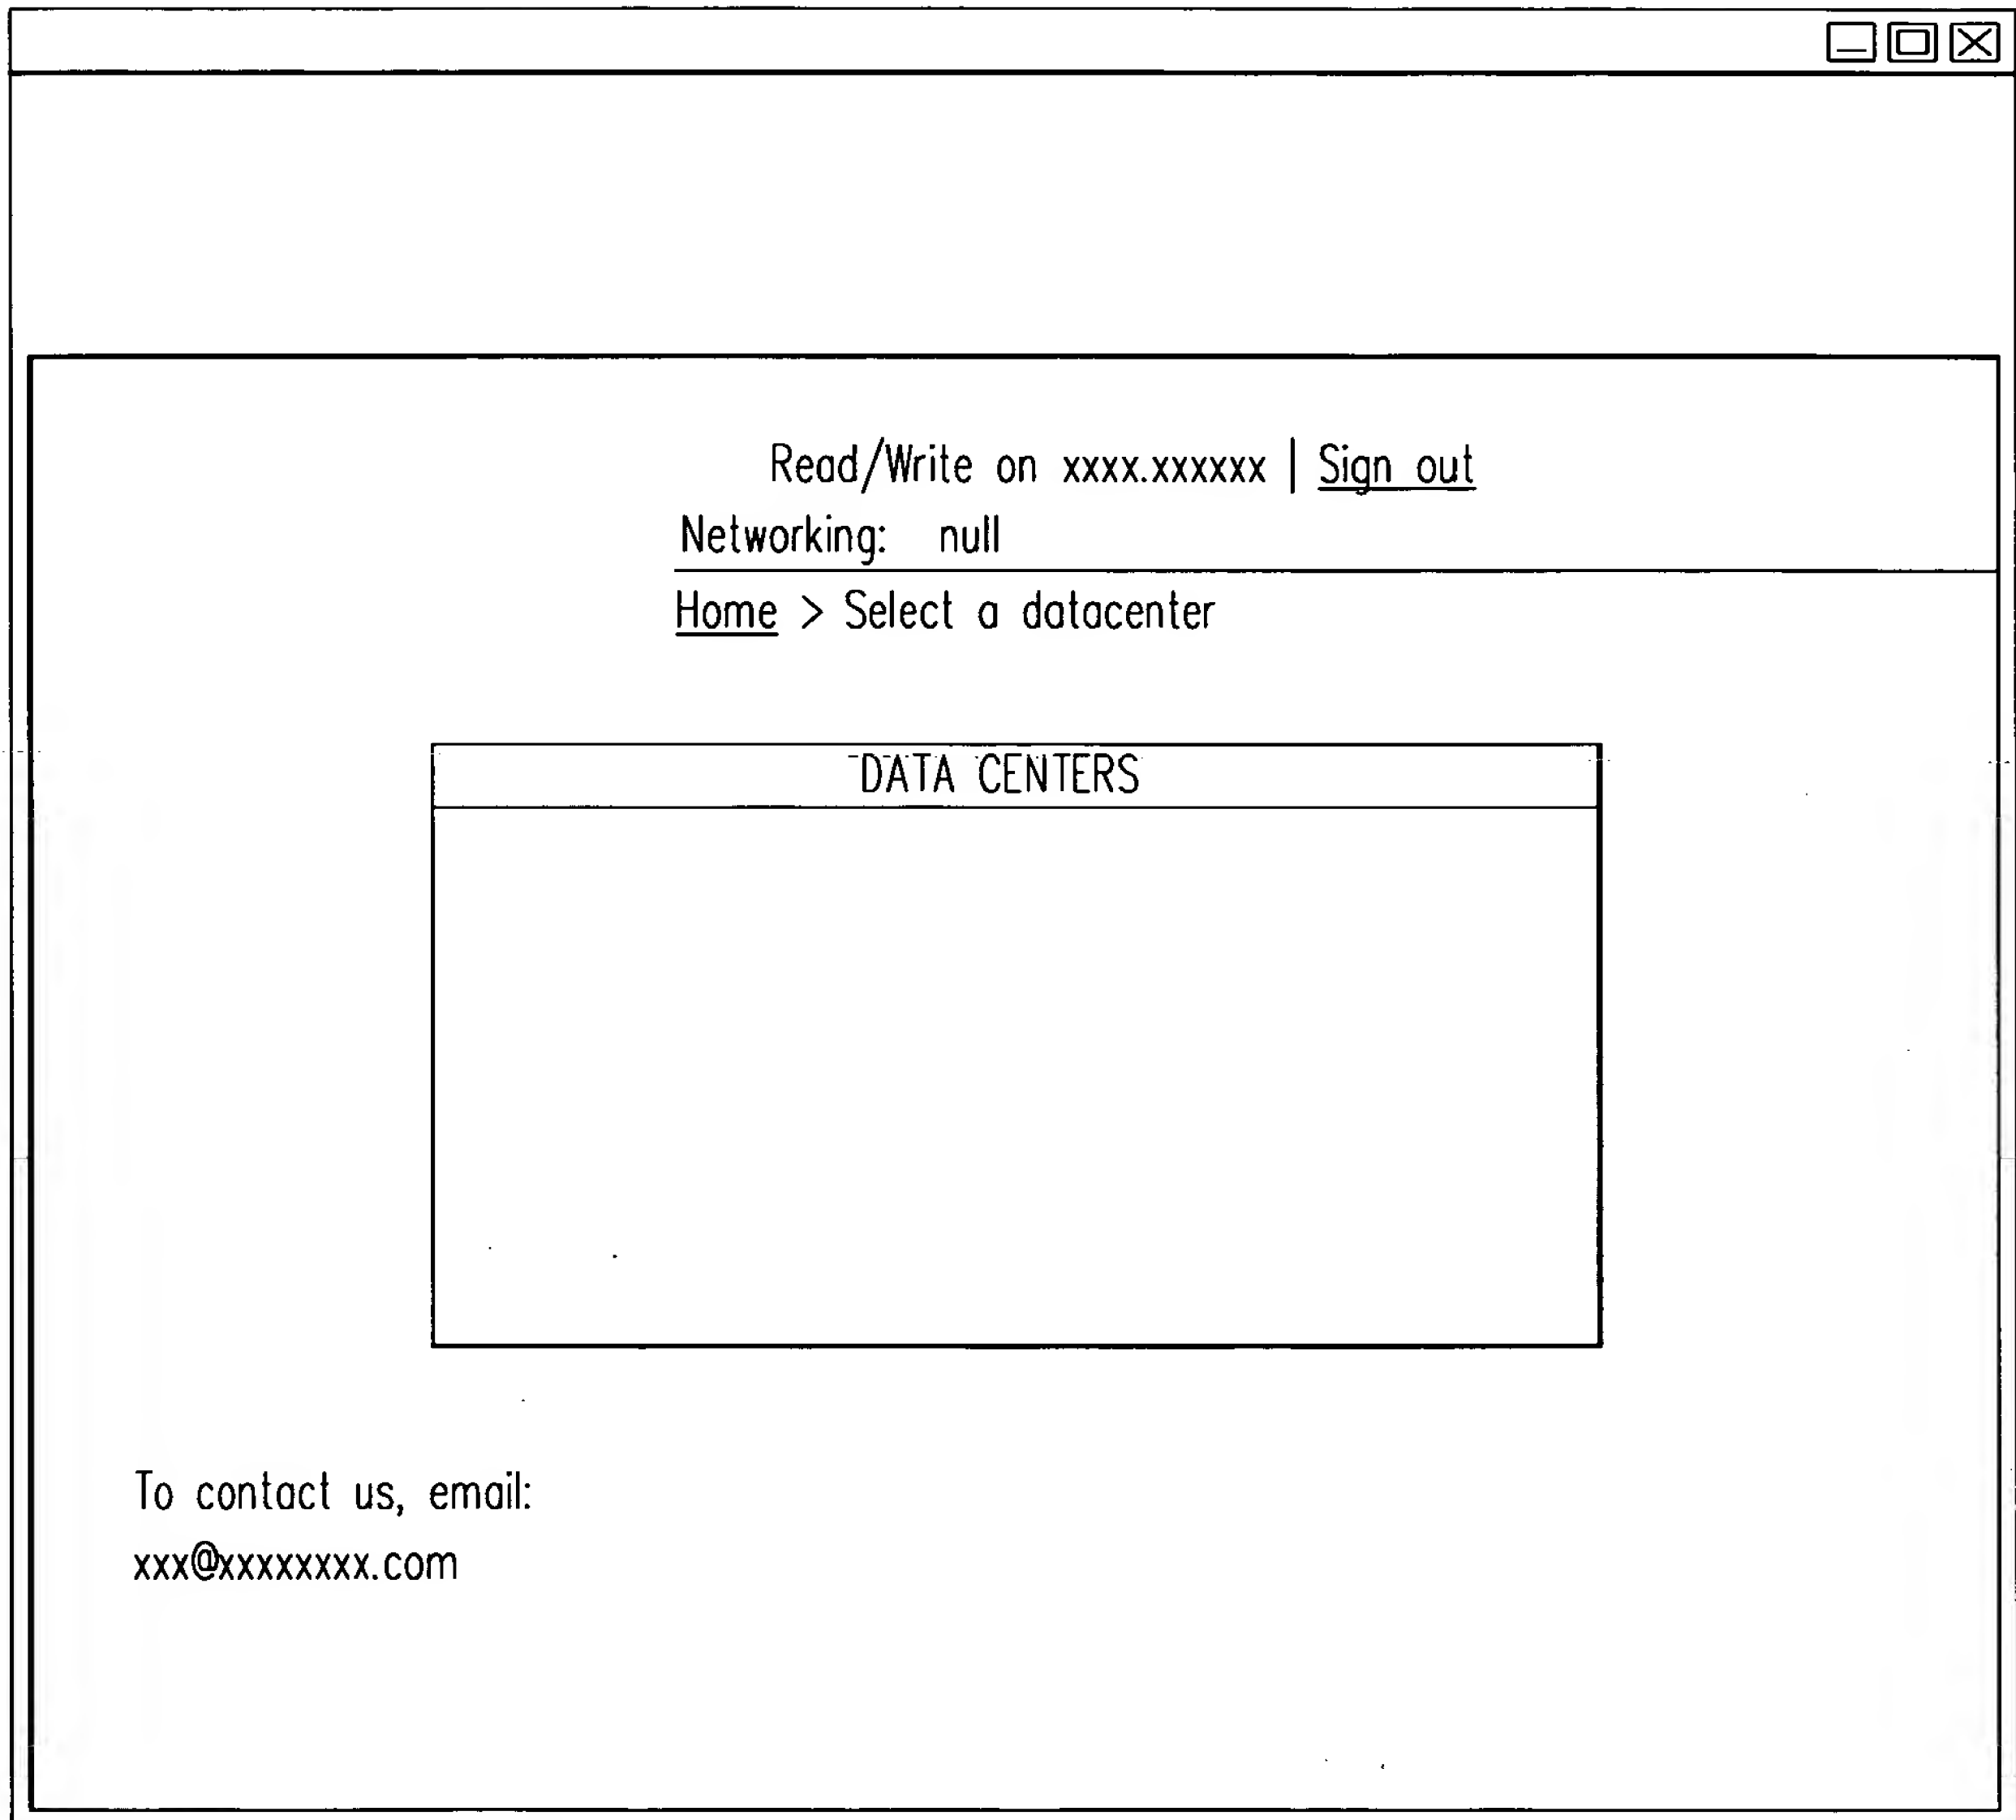 Read/Write on xxxx.xxxxxx | Sign out
Networking: null
Home > Select a datacenter
DATA CENTERS
To contact us, email:
xxx@xxxxxxxx.com